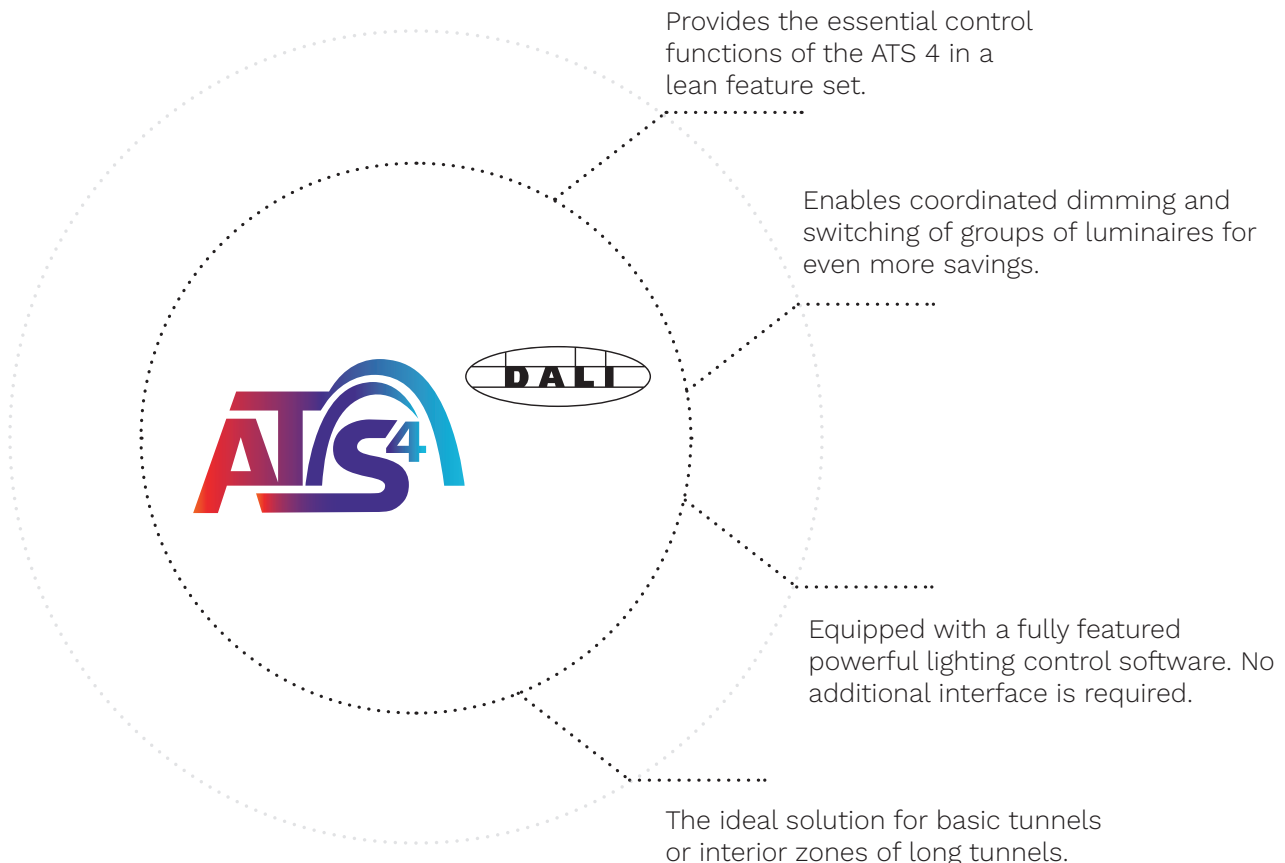 Provides the essential control
functions of the ATS 4 in a
lean feature set.
Enables coordinated dimming and
switching of groups of luminaires for
even more savings.
DALI
ATS4
Equipped with a fully featured
powerful lighting control software. No
additional interface is required.
The ideal solution for basic tunnels
or interior zones of long tunnels.